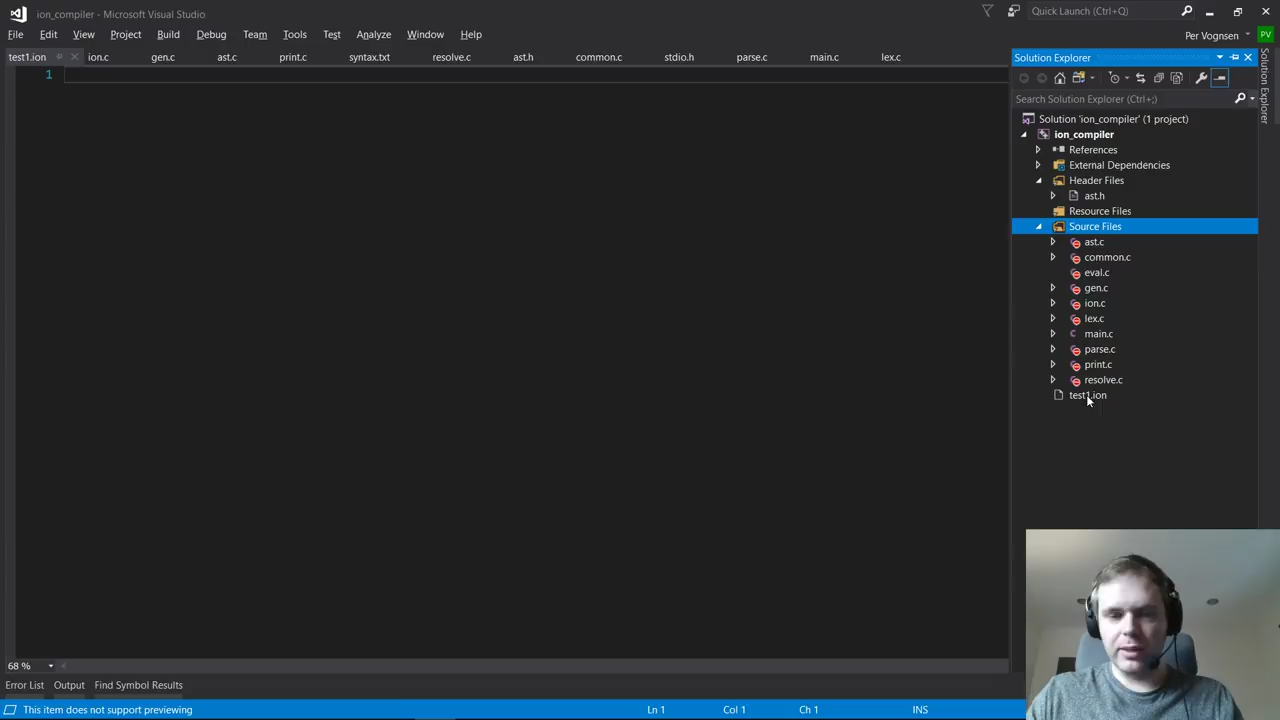 ion_compiler - Microsoft Visual Studio
Quick Launch (Ctrl+Q)
File Edit View Project Build Debug Team Tools Test Analyze Window Help
Per Vognsen PV
test1.ion ion.c gen.c ast.c print.c syntax.txt resolve.c ast.h common.c stdio.h parse.c main.c lex.c
1
Solution Explorer
Solution Explorer
Search Solution Explorer (Ctrl+;)
Solution 'ion_compiler' (1 project)
ion_compiler
References
External Dependencies
Header Files
ast.h
Resource Files
Source Files
ast.c
common.c
eval.c
gen.c
ion.c
lex.c
main.c
parse.c
print.c
resolve.c
test1.ion
68 %
Error List Output Find Symbol Results
This item does not support previewing
Ln 1 Col 1 Ch 1 INS